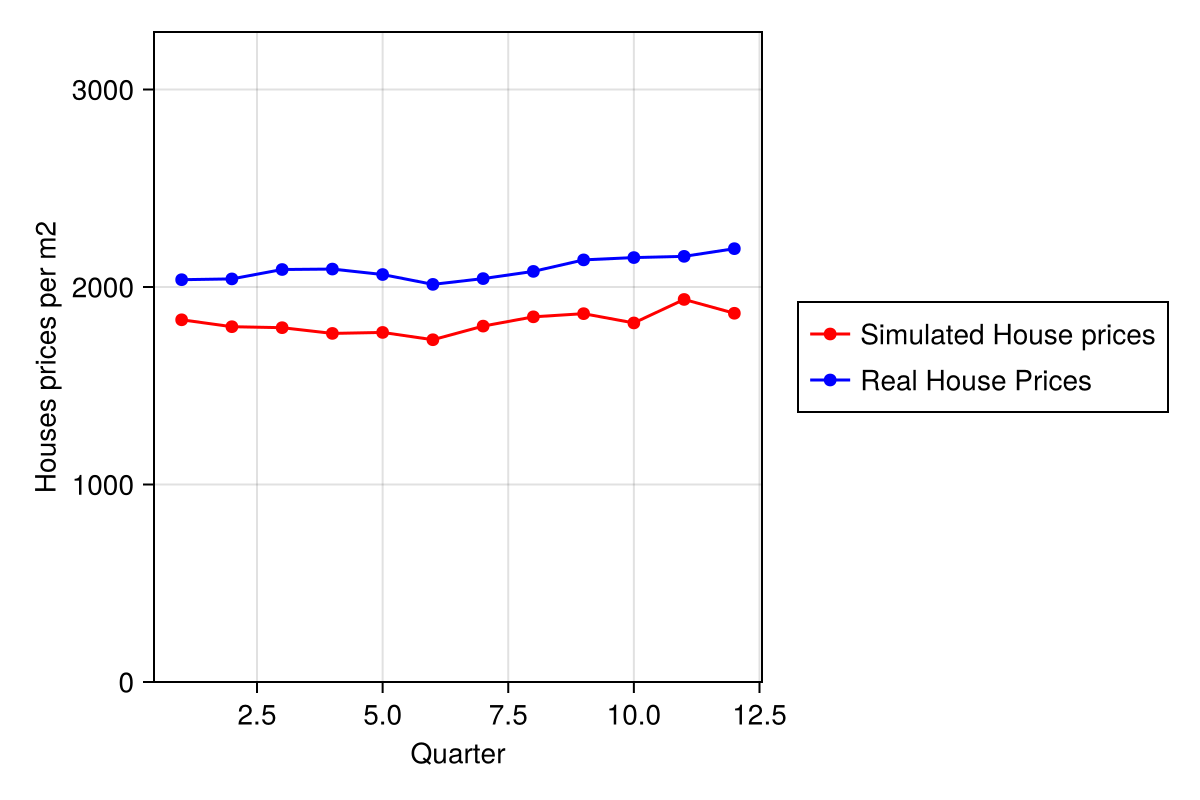 3000
2000
1000
0
Houses prices per m2
2.5 5.0 7.5 10.0 12.5
Quarter
Simulated House prices
Real House Prices